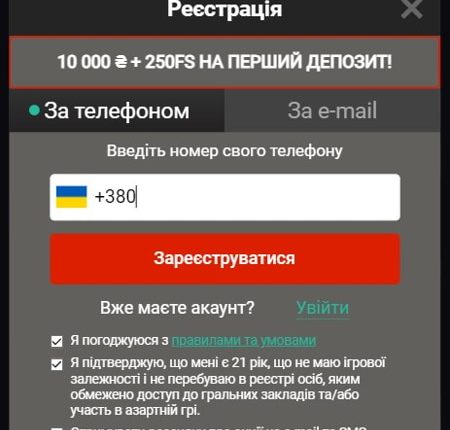 Реєстрація
10 000 ₴ + 250FS НА ПЕРШИЙ ДЕПОЗИТ!
За телефоном
За e-mail
Введіть номер свого телефону
+380
Зареєструватися
Вже маєте акаунт? Увійти
Я погоджуюся з правилами та умовами
Я підтверджую, що мені є 21 рік, що не маю ігрової
залежності і не перебуваю в реєстрі осіб, яким
обмежено доступ до гральних закладів та/або
участь в азартній грі.